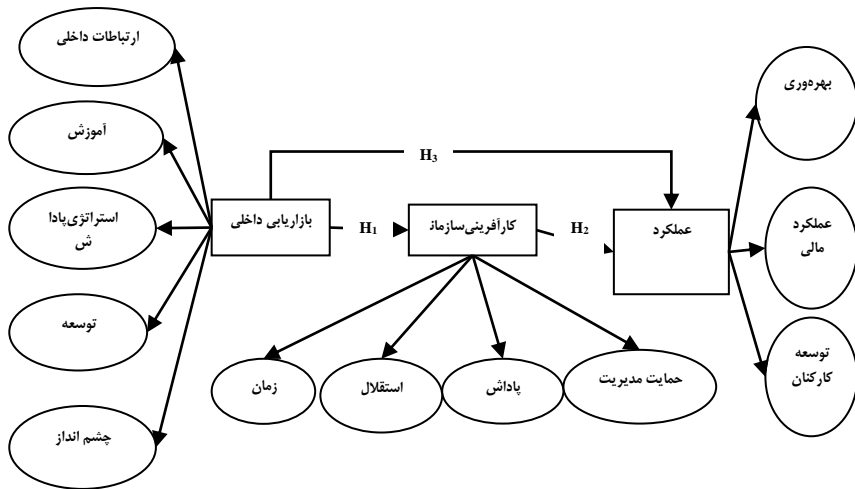 ارتباطات داخلی
آموزش
استراتژی‌پادا
ش
توسعه
چشم انداز
بازاریابی داخلی
H₁
H₃
کارآفرینی‌سازمانـ
H₂
عملکرد
زمان
استقلال
پاداش
حمایت مدیریت
بهره‌وری
عملکرد
مالی
توسعه
کارکنان